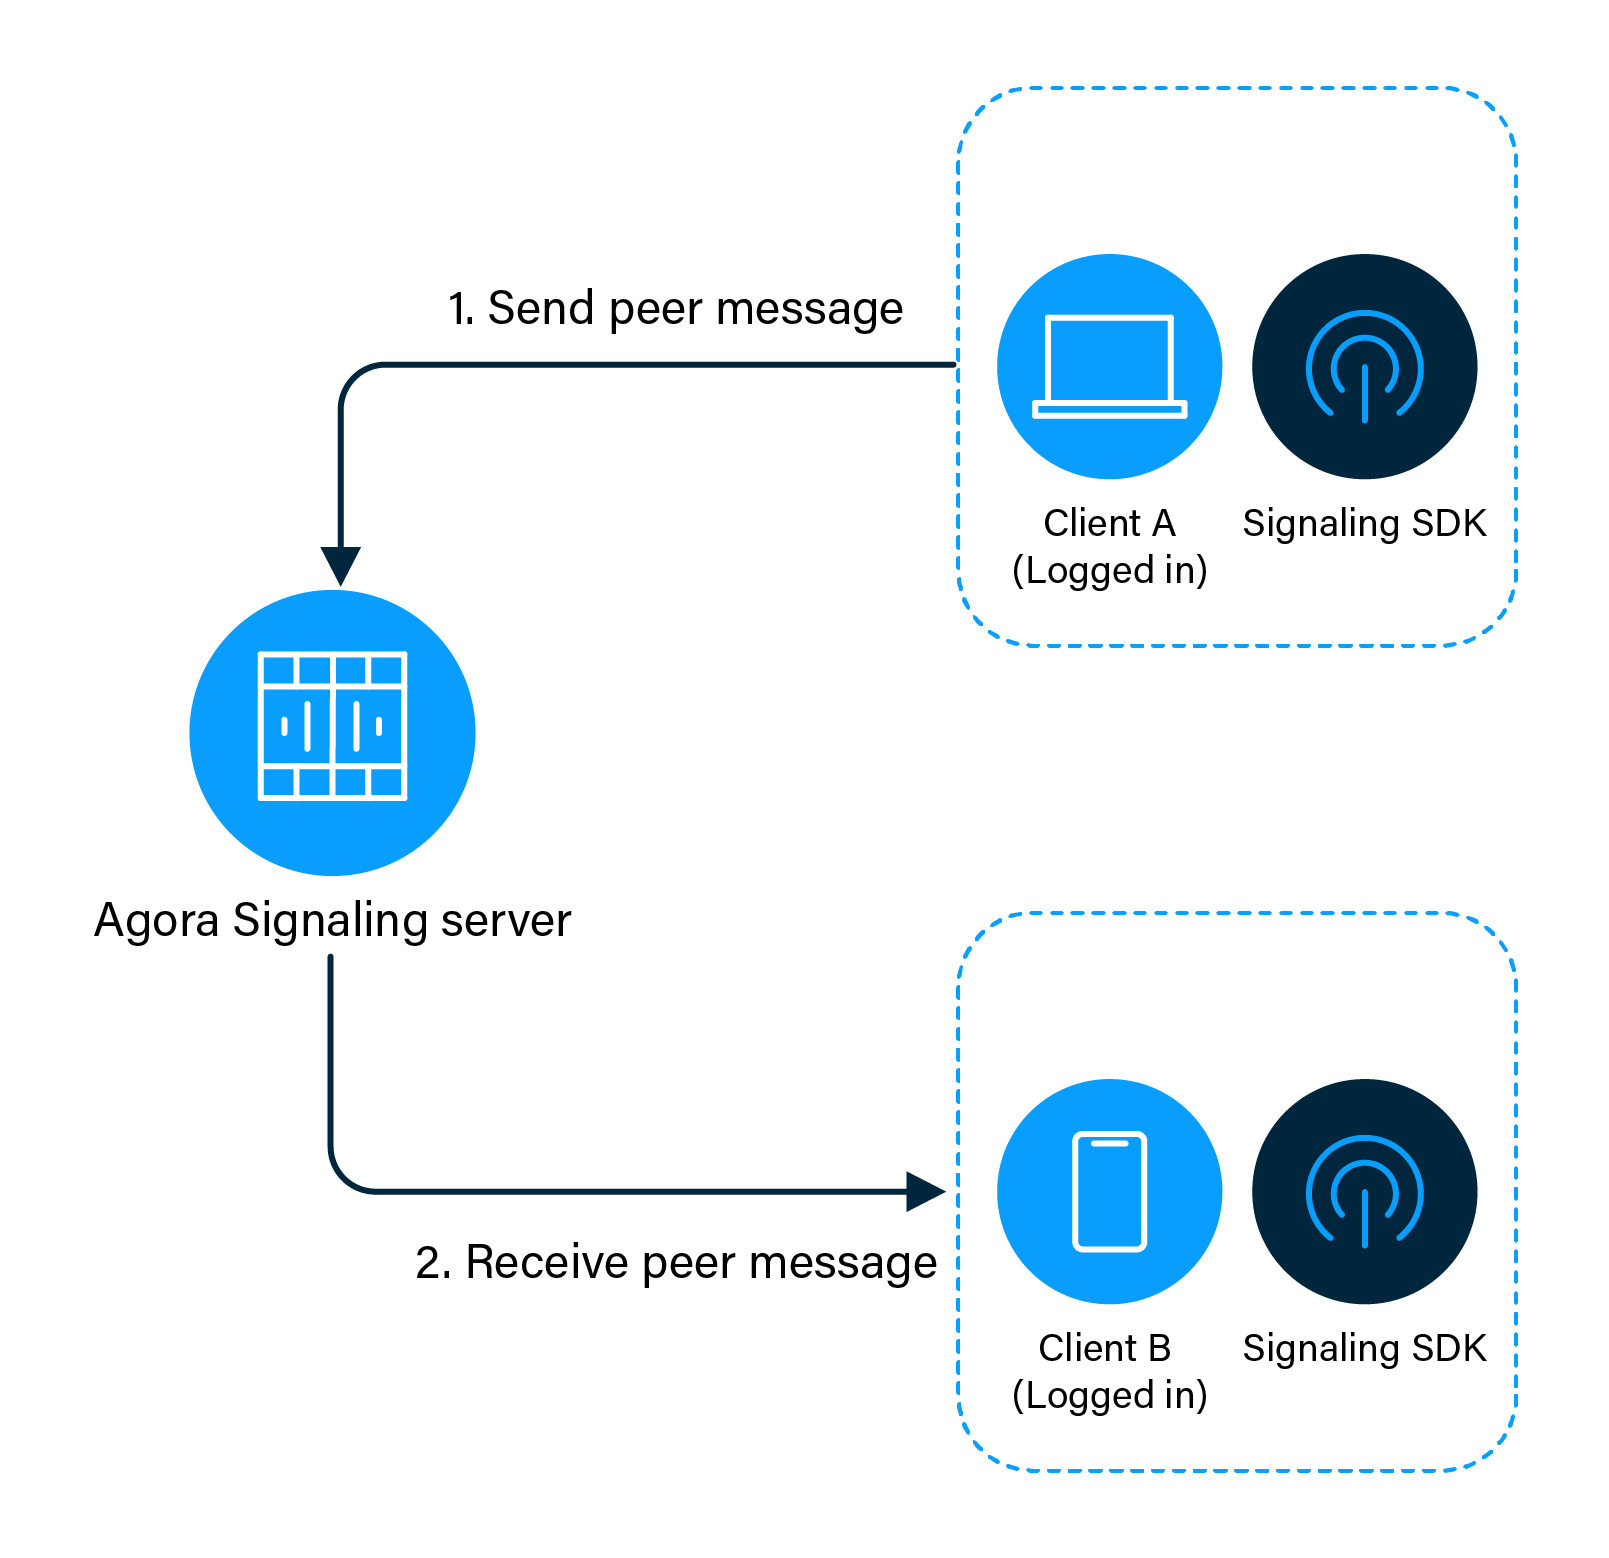 1. Send peer message
Client A
(Logged in)
Signaling SDK
Agora Signaling server
2. Receive peer message
Client B
(Logged in)
Signaling SDK